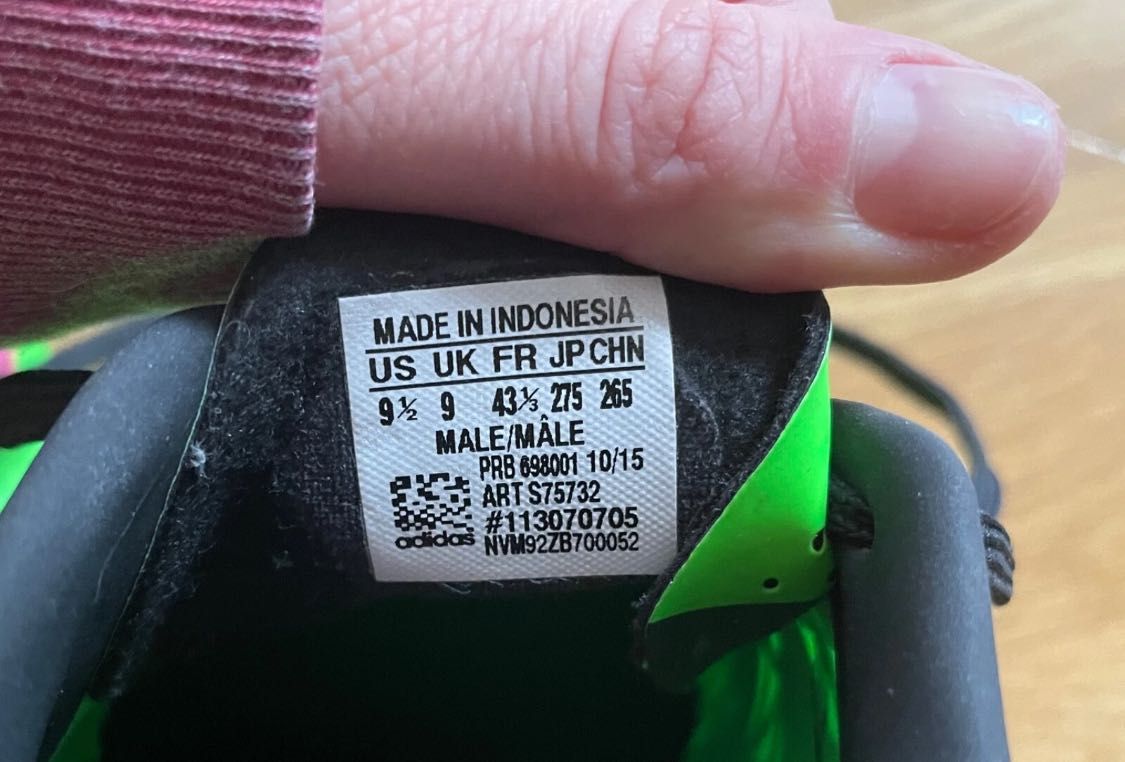 MADE IN INDONESIA
US UK FR JP CHN
9½ 9 43⅓ 275 265
MALE/MÂLE
PRB 698001 10/15
ART S75732
#113070705
adidas NVM92ZB700052